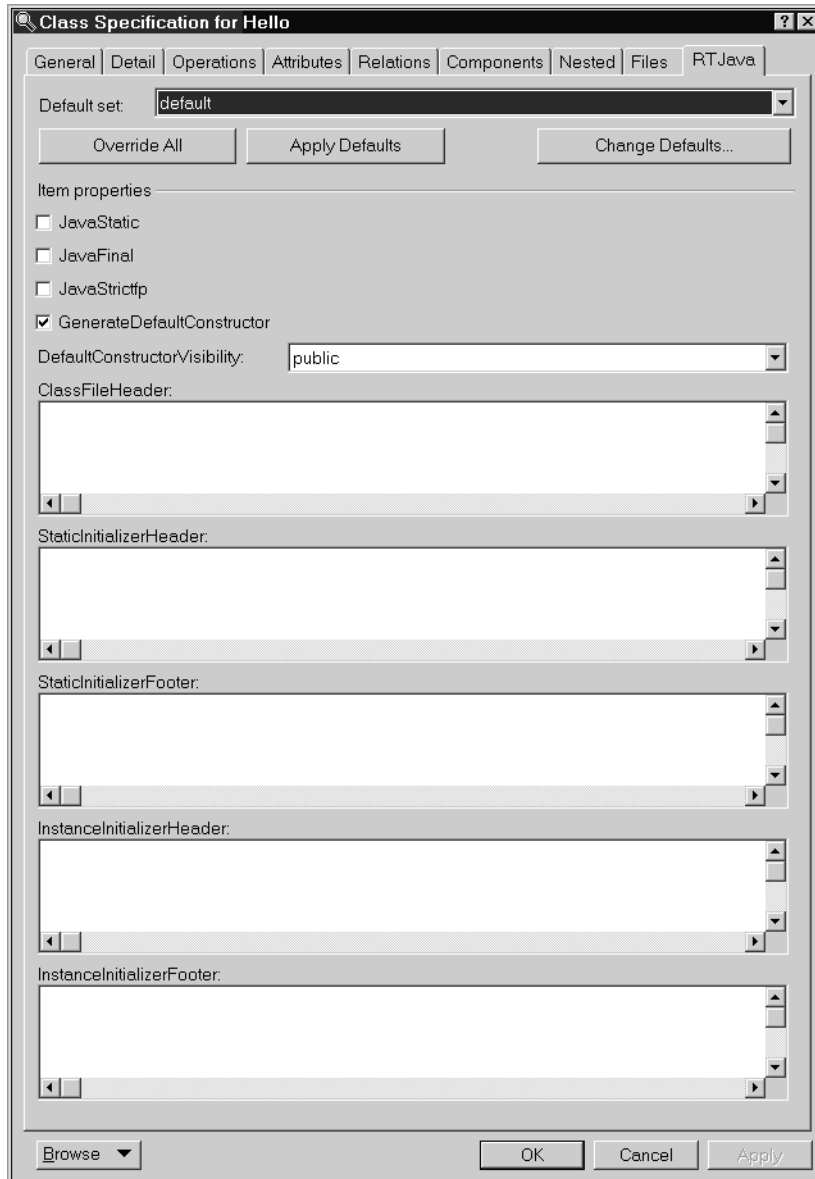 Class Specification for Hello
General Detail Operations Attributes Relations Components Nested Files RTJava
Default set: default
Override All Apply Defaults Change Defaults...
Item properties
JavaStatic
JavaFinal
JavaStrictfp
GenerateDefaultConstructor
DefaultConstructorVisibility: public
ClassFileHeader:
StaticInitializerHeader:
StaticInitializerFooter:
InstanceInitializerHeader:
InstanceInitializerFooter:
Browse OK Cancel Apply